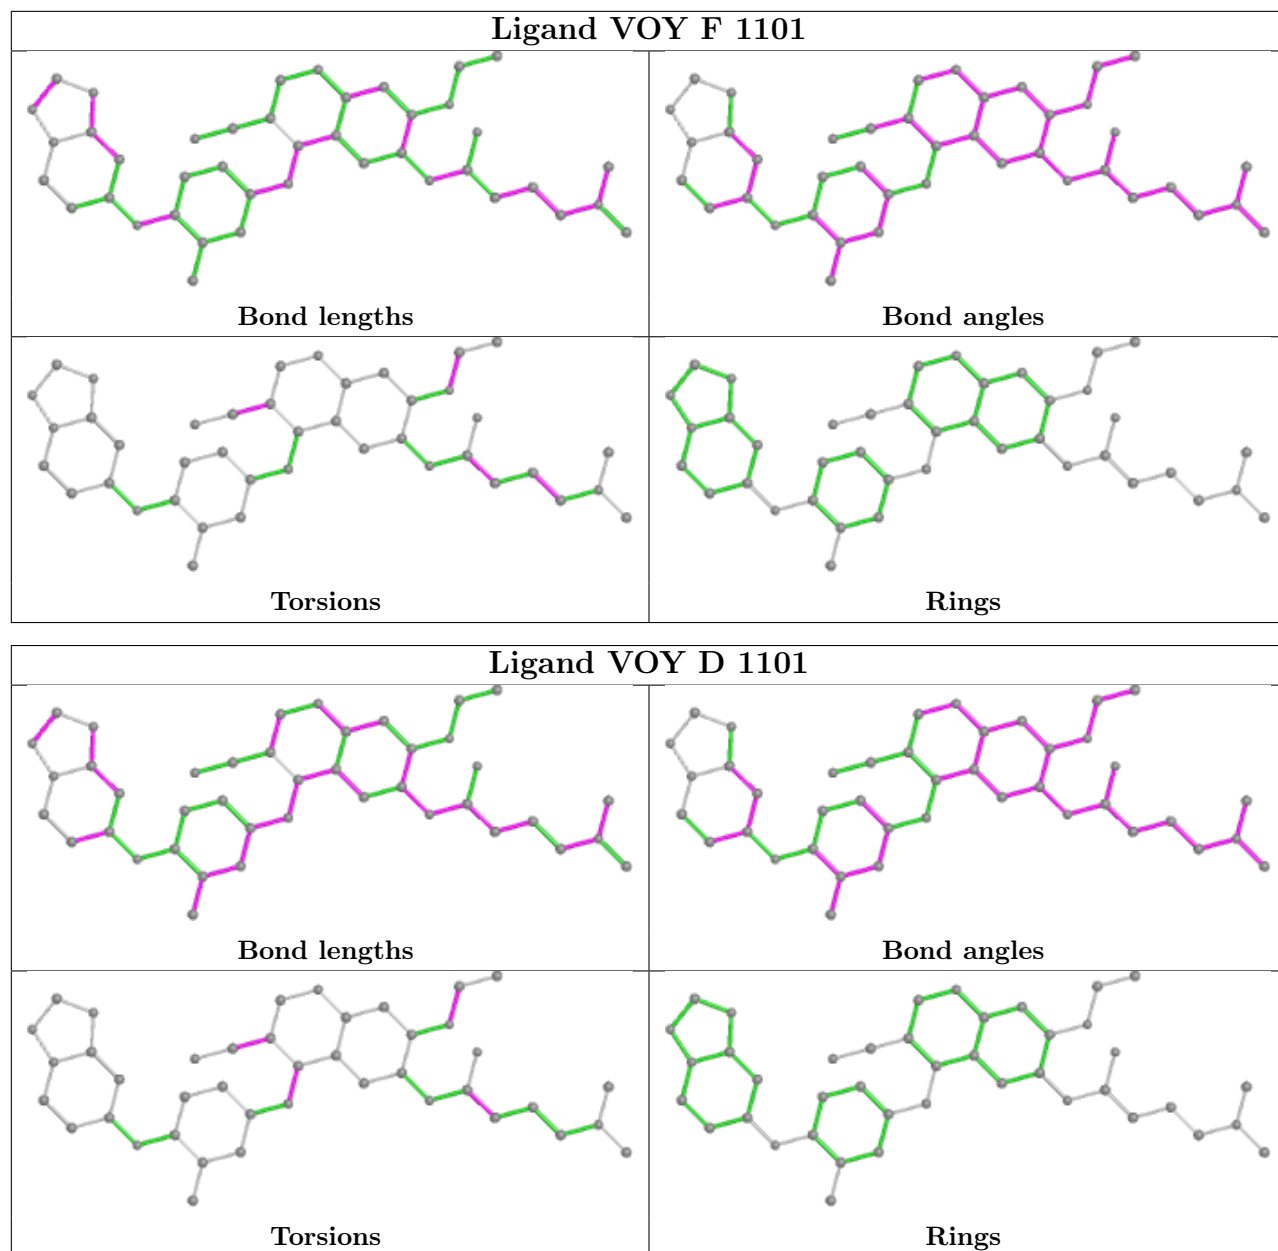 Ligand VOY F 1101
Bond lengths
Bond angles
Torsions
Rings
Ligand VOY D 1101
Bond lengths
Bond angles
Torsions
Rings